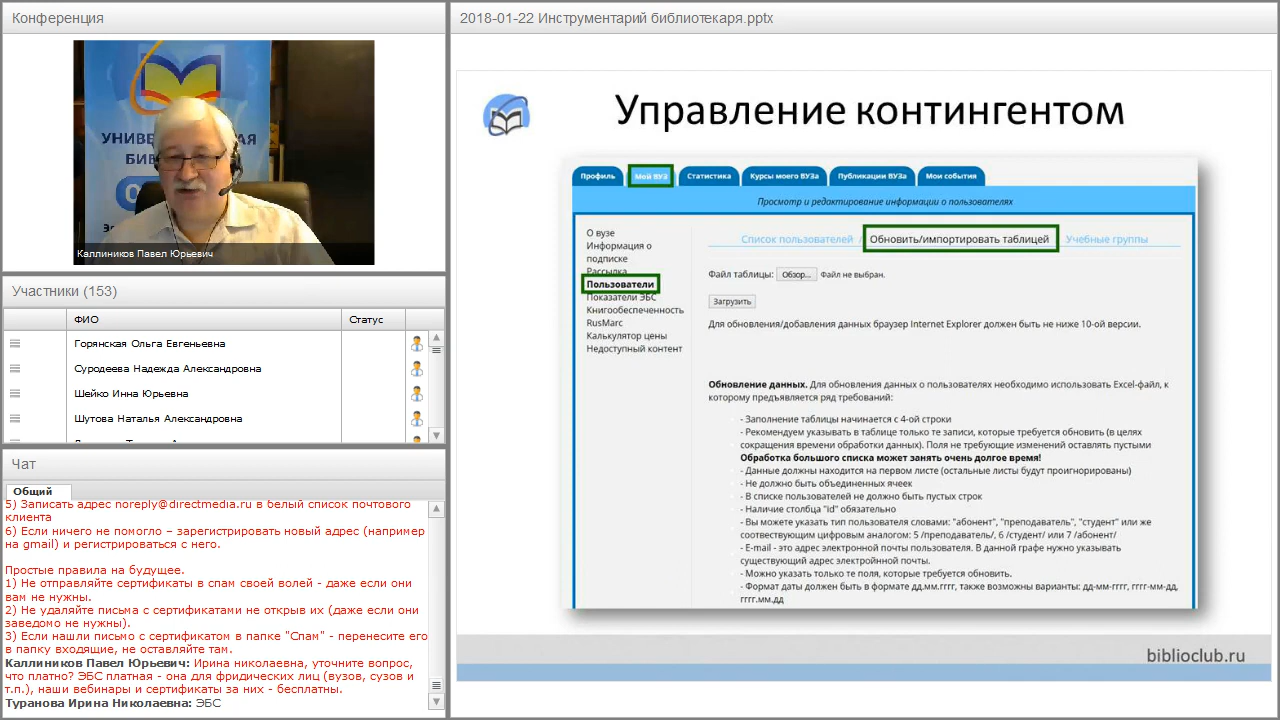 Конференция
УНИВЕ
АЯ
БИБ
Каллиников Павел Юрьевич
Участники (153)
ФИО
Статус
Горянская Ольга Евгеньевна
Суродеева Надежда Александровна
Шейко Инна Юрьевна
Шутова Наталья Александровна
Чат
Общий
5) Записать адрес noreply@directmedia.ru в белый список почтового
клиента
6) Если ничего не помогло – зарегистрировать новый адрес (например
на gmail) и регистрироваться с него.
Простые правила на будущее.
1) Не отправляйте сертификаты в спам своей волей - даже если они
вам не нужны.
2) Не удаляйте письма с сертификатами не открыв их (даже если они
заведомо не нужны).
3) Если нашли письмо с сертификатом в папке "Спам" - перенесите его
в папку входящие, не оставляйте там.
Каллиников Павел Юрьевич: Ирина николаевна, уточните вопрос,
что платно? ЭБС платная - она для фридических лиц (вузов, сузов и
т.п.), наши вебинары и сертификаты за них - бесплатны.
Туранова Ирина Николаевна: ЭБС
2018-01-22 Инструментарий библиотекаря.pptx
Управление контингентом
Профиль
Мой ВУЗ
Статистика
Курсы моего ВУЗа
Публикации ВУЗа
Мои события
Просмотр и редактирование информации о пользователях
О вузе
Информация о
подписке
Рассылка
Пользователи
Показатели ЭБС
Книгообеспеченность
RusMarc
Калькулятор цены
Недоступный контент
Список пользователей / Обновить/импортировать таблицей Учебные группы
Файл таблицы: Обзор... Файл не выбран.
Загрузить
Для обновления/добавления данных браузер Internet Explorer должен быть не ниже 10-ой версии.
Обновление данных. Для обновления данных о пользователях необходимо использовать Excel-файл, к
которому предъявляется ряд требований:
- Заполнение таблицы начинается с 4-ой строки
- Рекомендуем указывать в таблице только те записи, которые требуется обновить (в целях
сокращения времени обработки данных). Поля не требующие изменений оставлять пустыми
Обработка большого списка может занять очень долгое время!
- Данные должны находится на первом листе (остальные листы будут проигнорированы)
- Не должно быть объединенных ячеек
- В списке пользователей не должно быть пустых строк
- Наличие столбца "id" обязательно
- Вы можете указать тип пользователя словами: "абонент", "преподаватель", "студент" или же
соотвествующим цифровым аналогом: 5 /преподаватель/, 6 /студент/ или 7 /абонент/
- E-mail - это адрес электронной почты пользователя. В данной графе нужно указывать
существующий адрес электройнной почты.
- Можно указать только те поля, которые требуется обновить.
- Формат даты должен быть в формате дд.мм.гггг, также возможны варианты: дд-мм-гггг, гггг-мм-дд,
гггг.мм.дд
biblioclub.ru